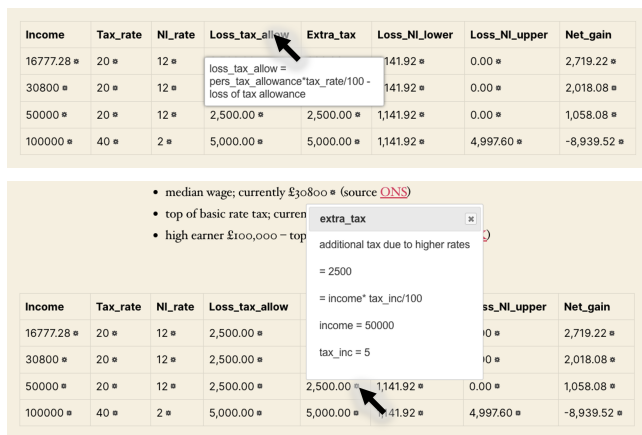 Income Tax_rate NI_rate Loss_tax_allow Extra_tax Loss_NI_lower Loss_NI_upper Net_gain
16777.28 ¤ 20 ¤ 12 ¤ 1,141.92 ¤ 0.00 ¤ 2,719.22 ¤
loss_tax_allow =
pers_tax_allowance*tax_rate/100 -
loss of tax allowance
30800 ¤ 20 ¤ 12 ¤ 1,141.92 ¤ 0.00 ¤ 2,018.08 ¤
50000 ¤ 20 ¤ 12 ¤ 2,500.00 ¤ 2,500.00 ¤ 1,141.92 ¤ 0.00 ¤ 1,058.08 ¤
100000 ¤ 40 ¤ 2 ¤ 5,000.00 ¤ 5,000.00 ¤ 1,141.92 ¤ 4,997.60 ¤ -8,939.52 ¤
• median wage; currently £30800 ¤ (source ONS)
• top of basic rate tax; curren
• high earner £100,000 – top
extra_tax
additional tax due to higher rates
= 2500
= income* tax_inc/100
income = 50000
tax_inc = 5
Income Tax_rate NI_rate Loss_tax_allow ss_NI_upper Net_gain
16777.28 ¤ 20 ¤ 12 ¤ 2,500.00 ¤ 00 ¤ 2,719.22 ¤
30800 ¤ 20 ¤ 12 ¤ 2,500.00 ¤ 00 ¤ 2,018.08 ¤
50000 ¤ 20 ¤ 12 ¤ 2,500.00 ¤ 2,500.00 ¤ 1,141.92 ¤ 0.00 ¤ 1,058.08 ¤
100000 ¤ 40 ¤ 2 ¤ 5,000.00 ¤ 5,000.00 ¤ 1,141.92 ¤ 4,997.60 ¤ -8,939.52 ¤